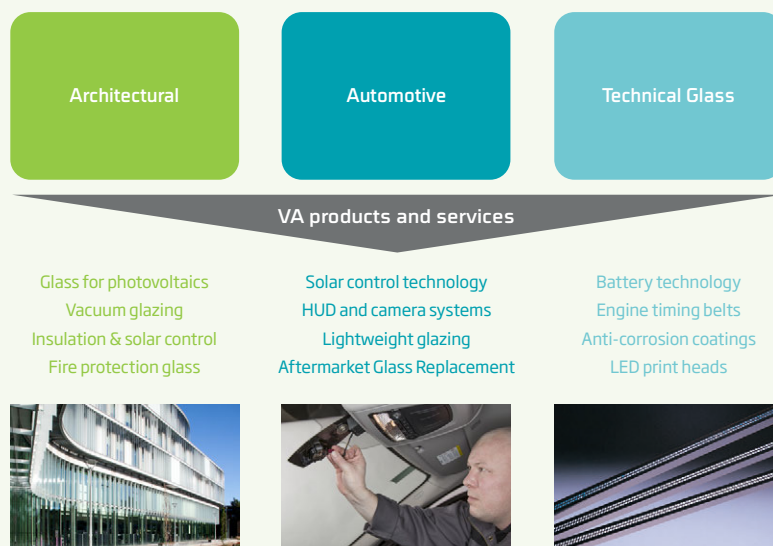 Architectural
Automotive
Technical Glass
VA products and services
Glass for photovoltaics
Vacuum glazing
Insulation & solar control
Fire protection glass
Solar control technology
HUD and camera systems
Lightweight glazing
Aftermarket Glass Replacement
Battery technology
Engine timing belts
Anti-corrosion coatings
LED print heads